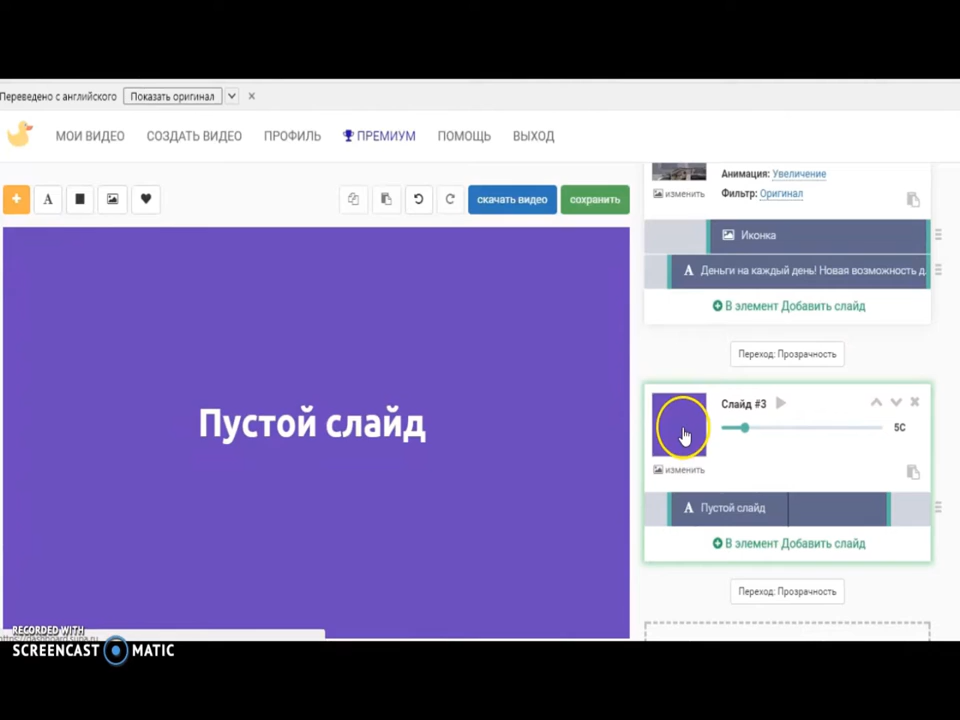 Переведено с английского Показать оригинал
МОИ ВИДЕО СОЗДАТЬ ВИДЕО ПРОФИЛЬ ПРЕМИУМ ПОМОЩЬ ВЫХОД
скачать видео сохранить
Анимация: Увеличение
изменить
Фильтр: Оригинал
Иконка
Деньги на каждый день! Новая возможность д
В элемент Добавить слайд
Переход: Прозрачность
Слайд #3
5С
Пустой слайд
изменить
Пустой слайд
В элемент Добавить слайд
Переход: Прозрачность
RECORDED WITH
SCREENCAST MATIC